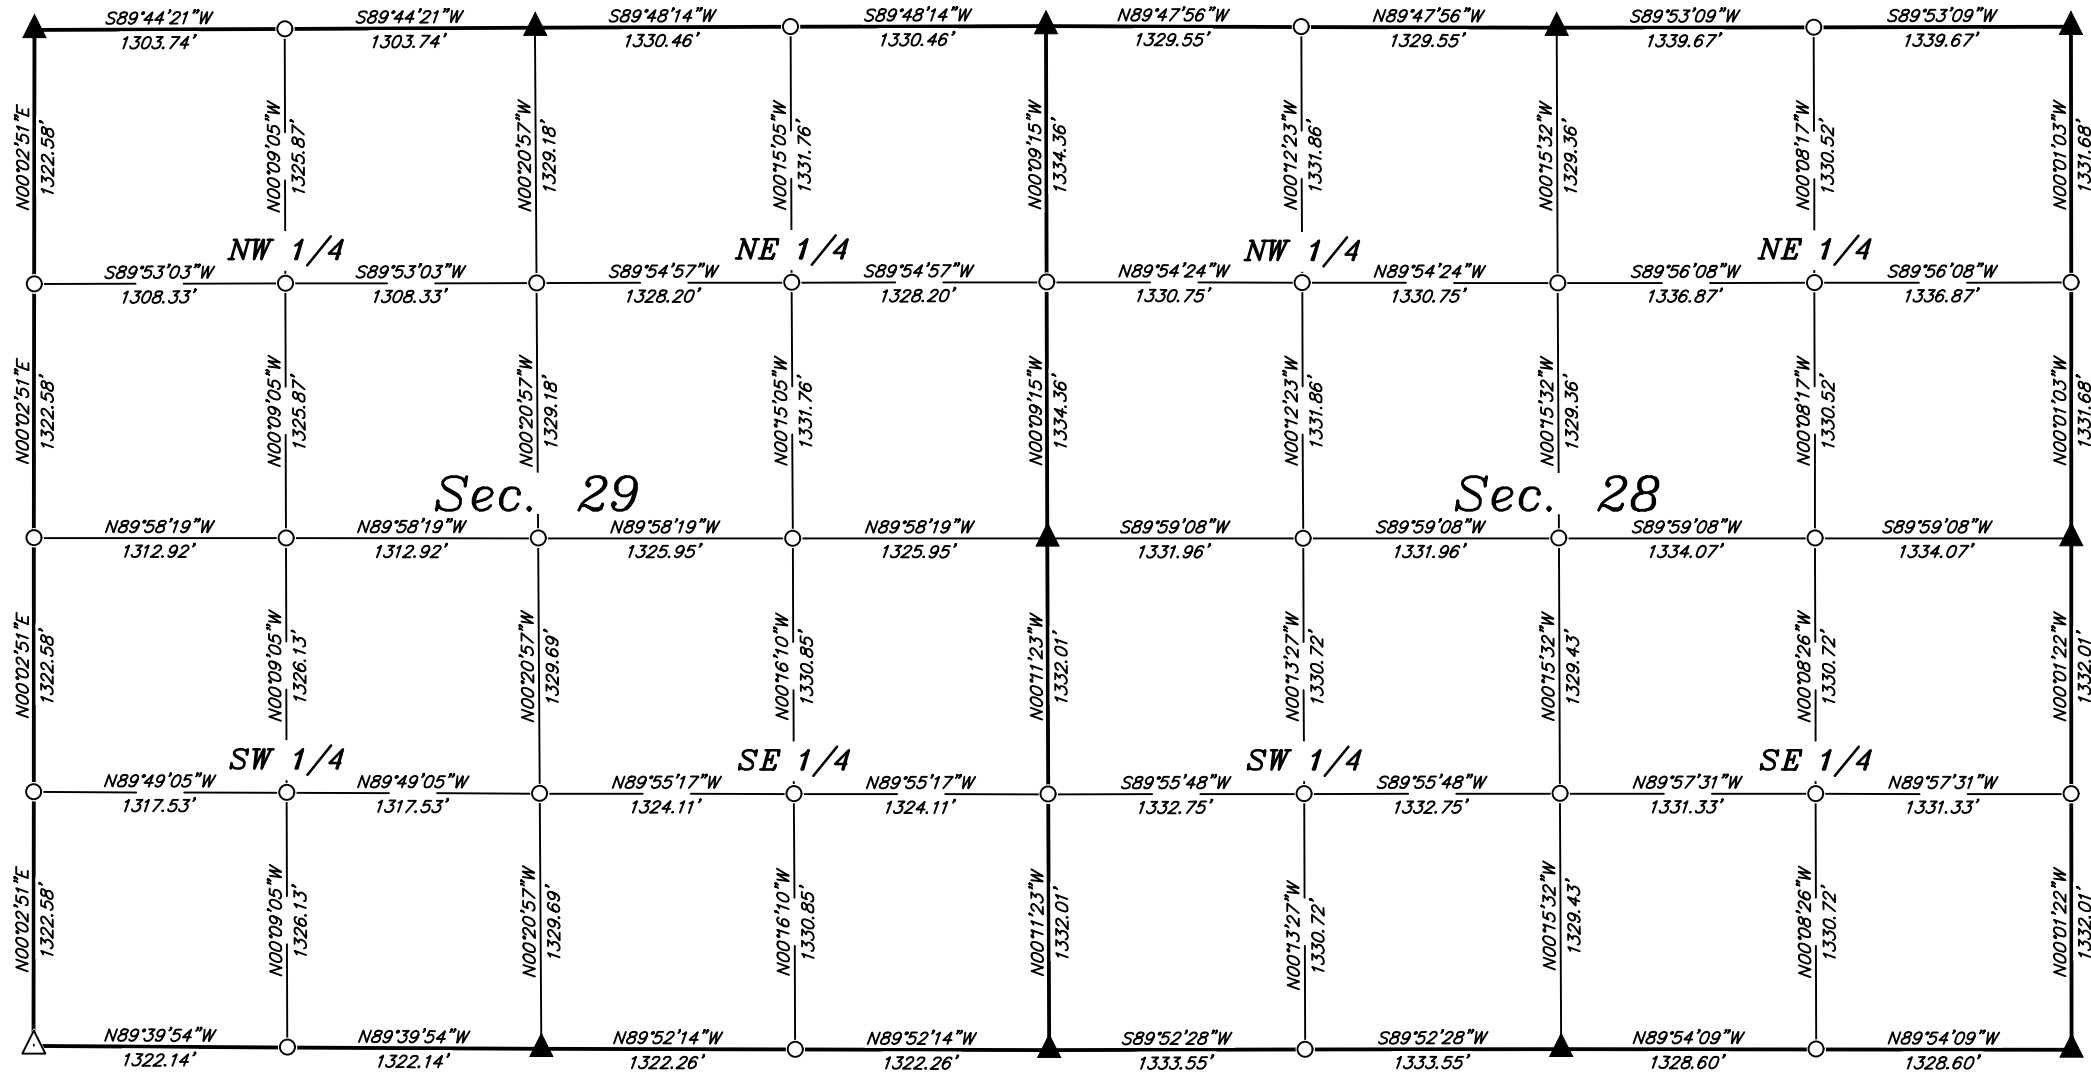 S89°44'21"W S89°44'21"W S89°48'14"W S89°48'14"W N89°47'56"W N89°47'56"W S89°53'09"W S89°53'09"W
1303.74' 1303.74' 1330.46' 1330.46' 1329.55' 1329.55' 1339.67' 1339.67'
N00°02'51"E N00°09'05"W N00°20'57"W N00°15'05"W N00°09'15"W N00°12'23"W N00°15'32"W N00°08'17"W N00°01'03"W
1322.58' 1325.87' 1329.18' 1331.76' 1334.36' 1331.86' 1329.36' 1330.52' 1331.68'
NW 1/4 NE 1/4 NW 1/4 NE 1/4
S89°53'03"W S89°53'03"W S89°54'57"W S89°54'57"W N89°54'24"W N89°54'24"W S89°56'08"W S89°56'08"W
1308.33' 1308.33' 1328.20' 1328.20' 1330.75' 1330.75' 1336.87' 1336.87'
N00°02'51"E N00°09'05"W N00°20'57"W N00°15'05"W N00°09'15"W N00°12'23"W N00°15'32"W N00°08'17"W N00°01'03"W
1322.58' 1325.87' 1329.18' 1331.76' 1334.36' 1331.86' 1329.36' 1330.52' 1331.68'
Sec. 29 Sec. 28
N89°58'19"W N89°58'19"W N89°58'19"W N89°58'19"W S89°59'08"W S89°59'08"W S89°59'08"W S89°59'08"W
1312.92' 1312.92' 1325.95' 1325.95' 1331.96' 1331.96' 1334.07' 1334.07'
N00°02'51"E N00°09'05"W N00°20'57"W N00°16'10"W N00°11'23"W N00°13'27"W N00°15'32"W N00°08'26"W N00°01'22"W
1322.58' 1326.13' 1329.69' 1330.85' 1332.01' 1330.72' 1329.43' 1330.72' 1332.01'
SW 1/4 SE 1/4 SW 1/4 SE 1/4
N89°49'05"W N89°49'05"W N89°55'17"W N89°55'17"W S89°55'48"W S89°55'48"W N89°57'31"W N89°57'31"W
1317.53' 1317.53' 1324.11' 1324.11' 1332.75' 1332.75' 1331.33' 1331.33'
N00°02'51"E N00°09'05"W N00°20'57"W N00°16'10"W N00°11'23"W N00°13'27"W N00°15'32"W N00°08'26"W N00°01'22"W
1322.58' 1326.13' 1329.69' 1330.85' 1332.01' 1330.72' 1329.43' 1330.72' 1332.01'
N89°39'54"W N89°39'54"W N89°52'14"W N89°52'14"W S89°52'28"W S89°52'28"W N89°54'09"W N89°54'09"W
1322.14' 1322.14' 1322.26' 1322.26' 1333.55' 1333.55' 1328.60' 1328.60'